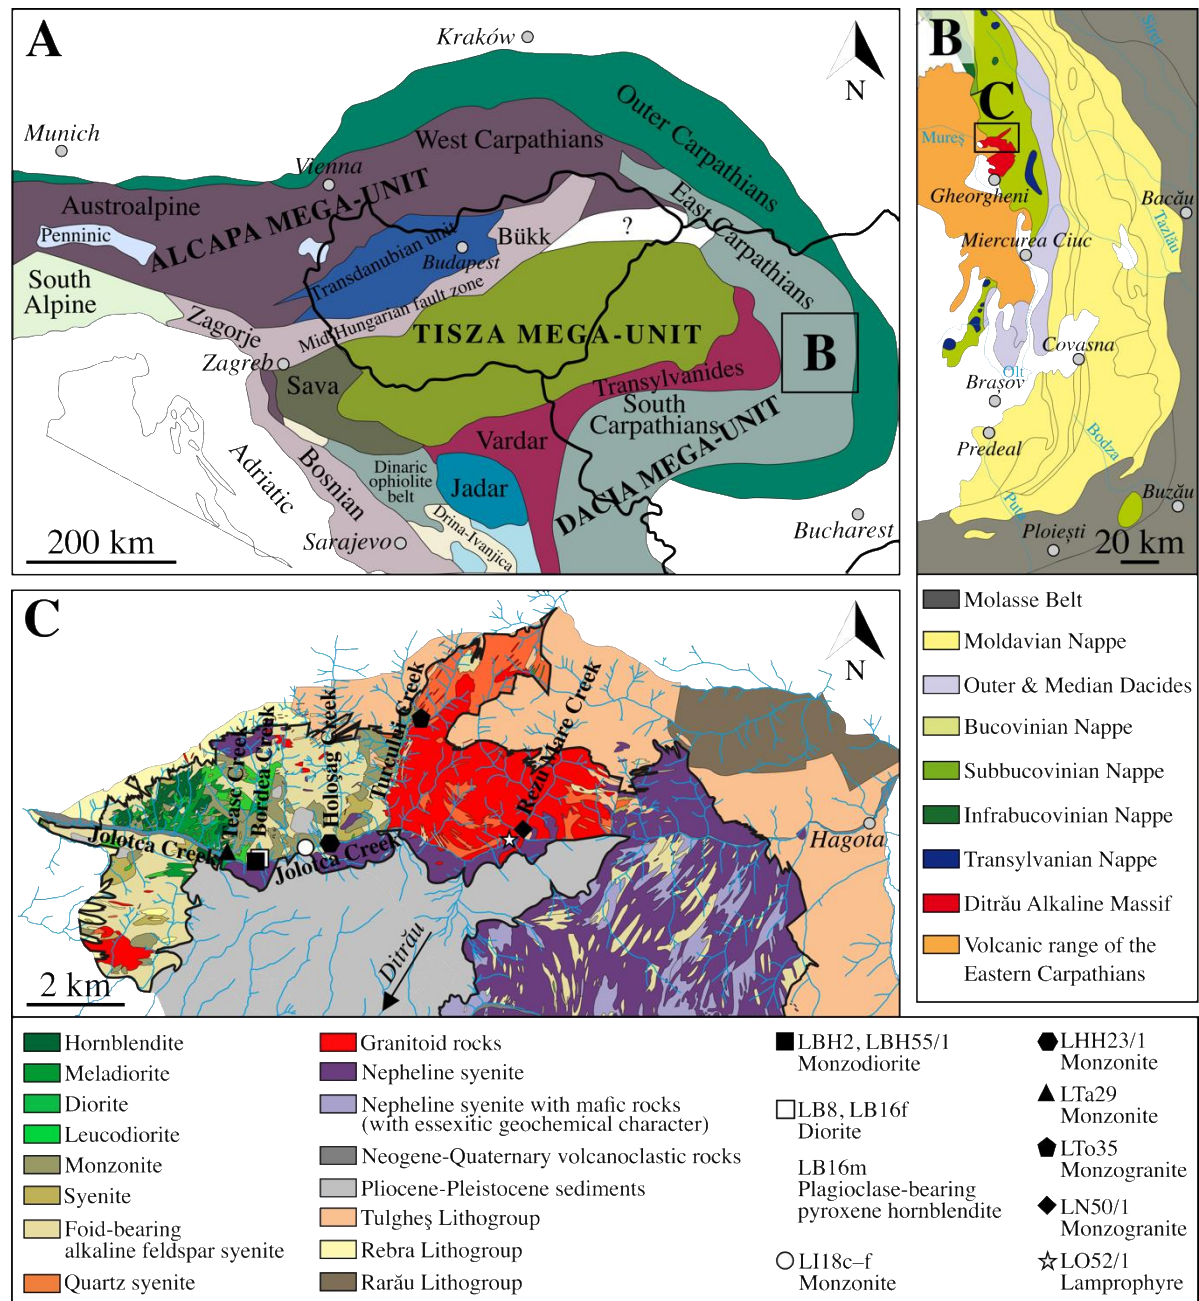 A
Kraków
N
Munich
Vienna
West Carpathians
Outer Carpathians
Austroalpine
ALCAPA MEGA-UNIT
East Carpathians
Penninic
Transdanubian unit
Bükk
?
Budapest
South
Alpine
Mid-Hungarian fault zone
Zagorje
TISZA MEGA-UNIT
Zagreb
Sava
Transylvanides
B
South
Carpathians
Vardar
DACIA MEGA-UNIT
Adriatic
Bosnian
Dinaric
ophiolite
belt
Jadar
Drina-Ivanjica
Sarajevo
Bucharest
200 km
B
Siret
C
Mureș
Gheorgheni
Bacău
Tazlău
Miercurea Ciuc
Covasna
Olt
Brașov
Predeal
Bodza
Buzău
Ploiești
20 km
Molasse Belt
Moldavian Nappe
Outer & Median Dacides
Bucovinian Nappe
Subbucovinian Nappe
Infrabucovinian Nappe
Transylvanian Nappe
Ditrău Alkaline Massif
Volcanic range of the
Eastern Carpathians
C
N
Tease Creek
Bordea Creek
Holoșag Creek
Turcului Creek
Rezu Mare Creek
Jolotca Creek
Jolotca Creek
Hagota
Ditrău
2 km
Hornblendite
Meladiorite
Diorite
Leucodiorite
Monzonite
Syenite
Foid-bearing
alkaline feldspar syenite
Quartz syenite
Granitoid rocks
Nepheline syenite
Nepheline syenite with mafic rocks
(with essexitic geochemical character)
Neogene-Quaternary volcanoclastic rocks
Pliocene-Pleistocene sediments
Tulgheş Lithogroup
Rebra Lithogroup
Rarău Lithogroup
LBH2, LBH55/1
Monzodiorite
LB8, LB16f
Diorite
LB16m
Plagioclase-bearing
pyroxene hornblendite
LI18c–f
Monzonite
LHH23/1
Monzonite
LTa29
Monzonite
LTo35
Monzogranite
LN50/1
Monzogranite
LO52/1
Lamprophyre